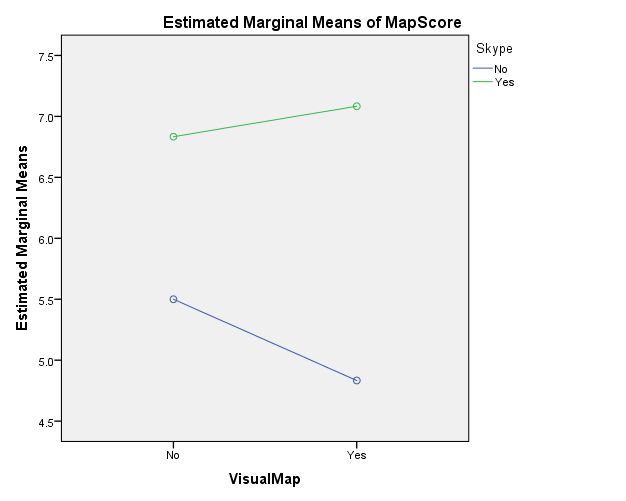 Estimated Marginal Means of MapScore
Skype
No
Yes
Estimated Marginal Means
7.5
7.0
6.5
6.0
5.5
5.0
4.5
No Yes
VisualMap